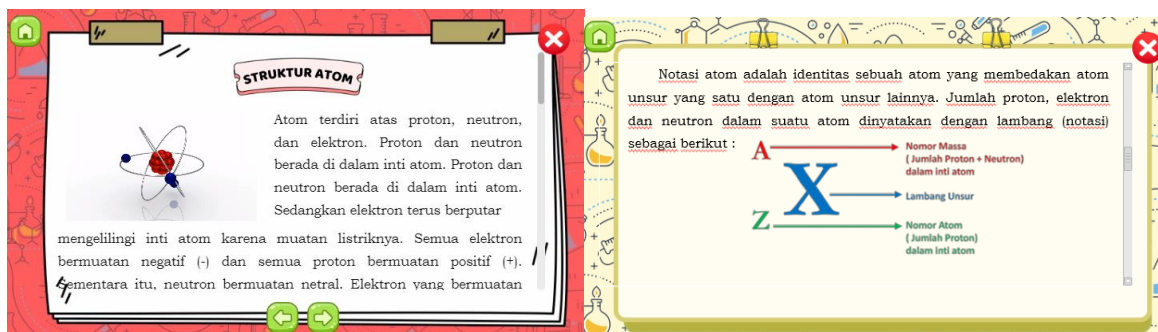 STRUKTUR ATOM
Atom terdiri atas proton, neutron,
dan elektron. Proton dan neutron
berada di dalam inti atom. Proton dan
neutron berada di dalam inti atom.
Sedangkan elektron terus berputar
mengelilingi inti atom karena muatan listriknya. Semua elektron
bermuatan negatif (-) dan semua proton bermuatan positif (+).
Sementara itu, neutron bermuatan netral. Elektron yang bermuatan
Notasi atom adalah identitas sebuah atom yang membedakan atom
unsur yang satu dengan atom unsur lainnya. Jumlah proton, elektron
dan neutron dalam suatu atom dinyatakan dengan lambang (notasi)
sebagai berikut :
A
Nomor Massa
( Jumlah Proton + Neutron)
dalam inti atom
X
Lambang Unsur
Z
Nomor Atom
( Jumlah Proton)
dalam inti atom